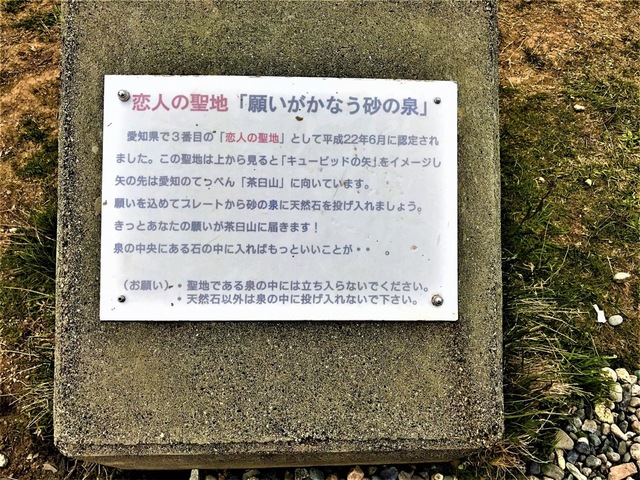 恋人の聖地「願いがかなう砂の泉」
愛知県で3番目の「恋人の聖地」として平成22年6月に認定され
ました。この聖地は上から見ると「キューピッドの矢」をイメージし
矢の先は愛知のてっぺん「茶臼山」に向いています。
願いを込めてプレートから砂の泉に天然石を投げ入れましょう。
きっとあなたの願いが茶臼山に届きます!
泉の中央にある石の中に入ればもっといいことが・・ 。
(お願い)・聖地である泉の中には立ち入らないでください。
・天然石以外は泉の中に投げ入れないで下さい。